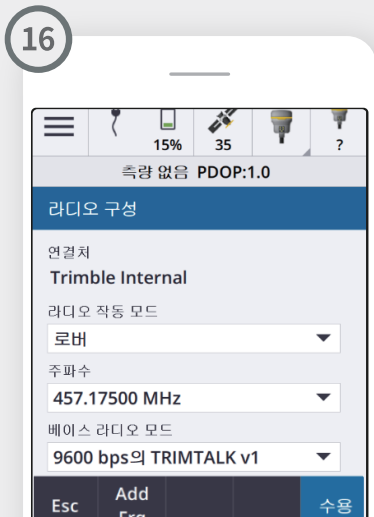 16
15%
35
?
측량 없음 PDOP:1.0
라디오 구성
연결처
Trimble Internal
라디오 작동 모드
로버
주파수
457.17500 MHz
베이스 라디오 모드
9600 bps의 TRIMTALK v1
Esc
Add
Frq
수용